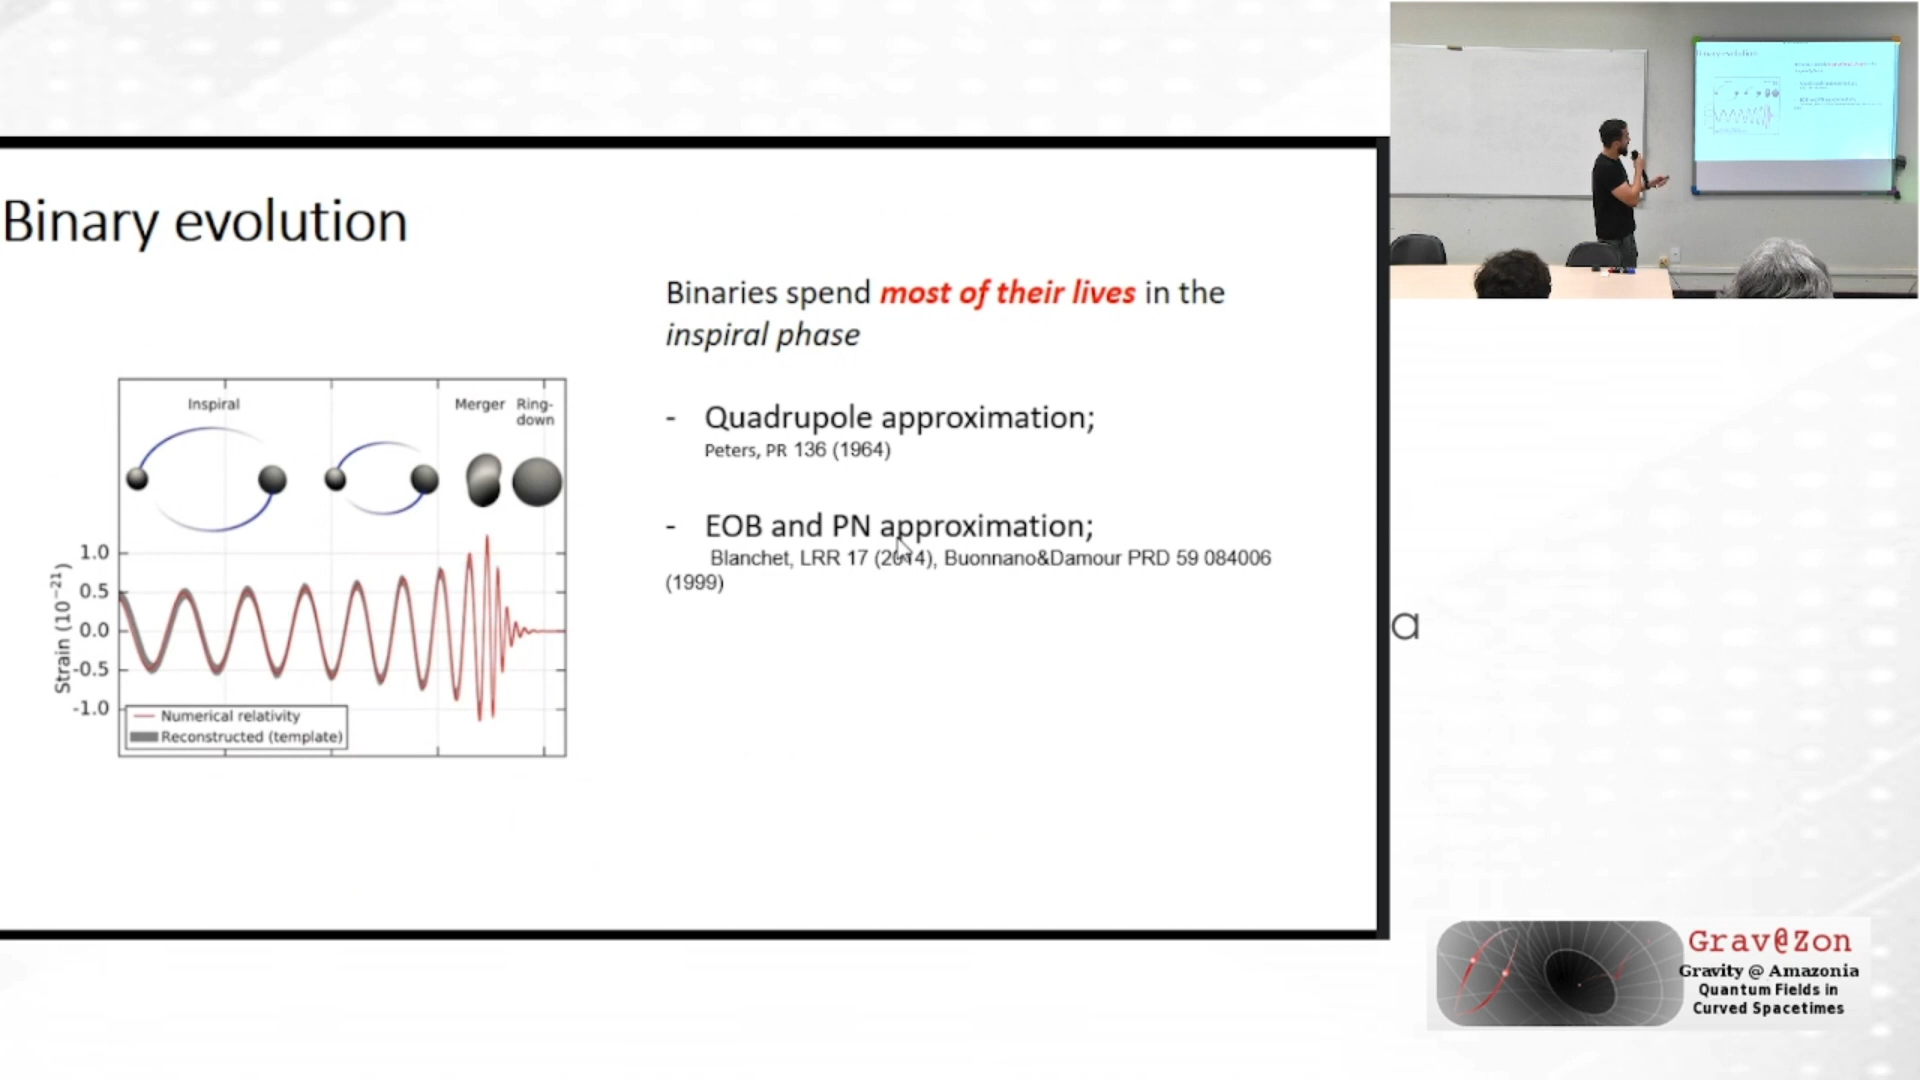 Binary evolution
Binaries spend most of their lives in the
inspiral phase
- Quadrupole approximation;
Peters, PR 136 (1964)
- EOB and PN approximation;
Blanchet, LRR 17 (2014), Buonnano&Damour PRD 59 084006
(1999)
Inspiral
Merger
Ring-
down
Strain (10⁻²¹)
1.0
0.5
0.0
-0.5
-1.0
Numerical relativity
Reconstructed (template)
a
Grav@Zon
Gravity @ Amazonia
Quantum Fields in
Curved Spacetimes